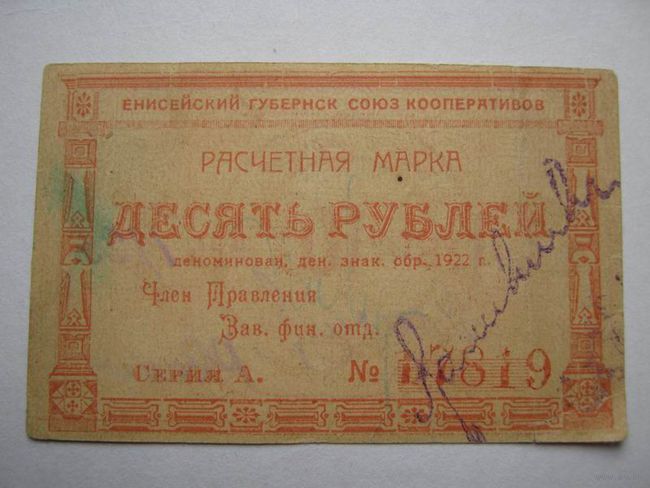 ЕНИСЕЙСКИЙ ГУБЕРНСК СОЮЗ КООПЕРАТИВОВ
РАСЧЕТНАЯ МАРКА
ДЕСЯТЬ РУБЛЕЙ
деноминован. ден. знак. обр. 1922 г.
Член Правления
Зав. фин. отд.
СЕРИЯ А. №